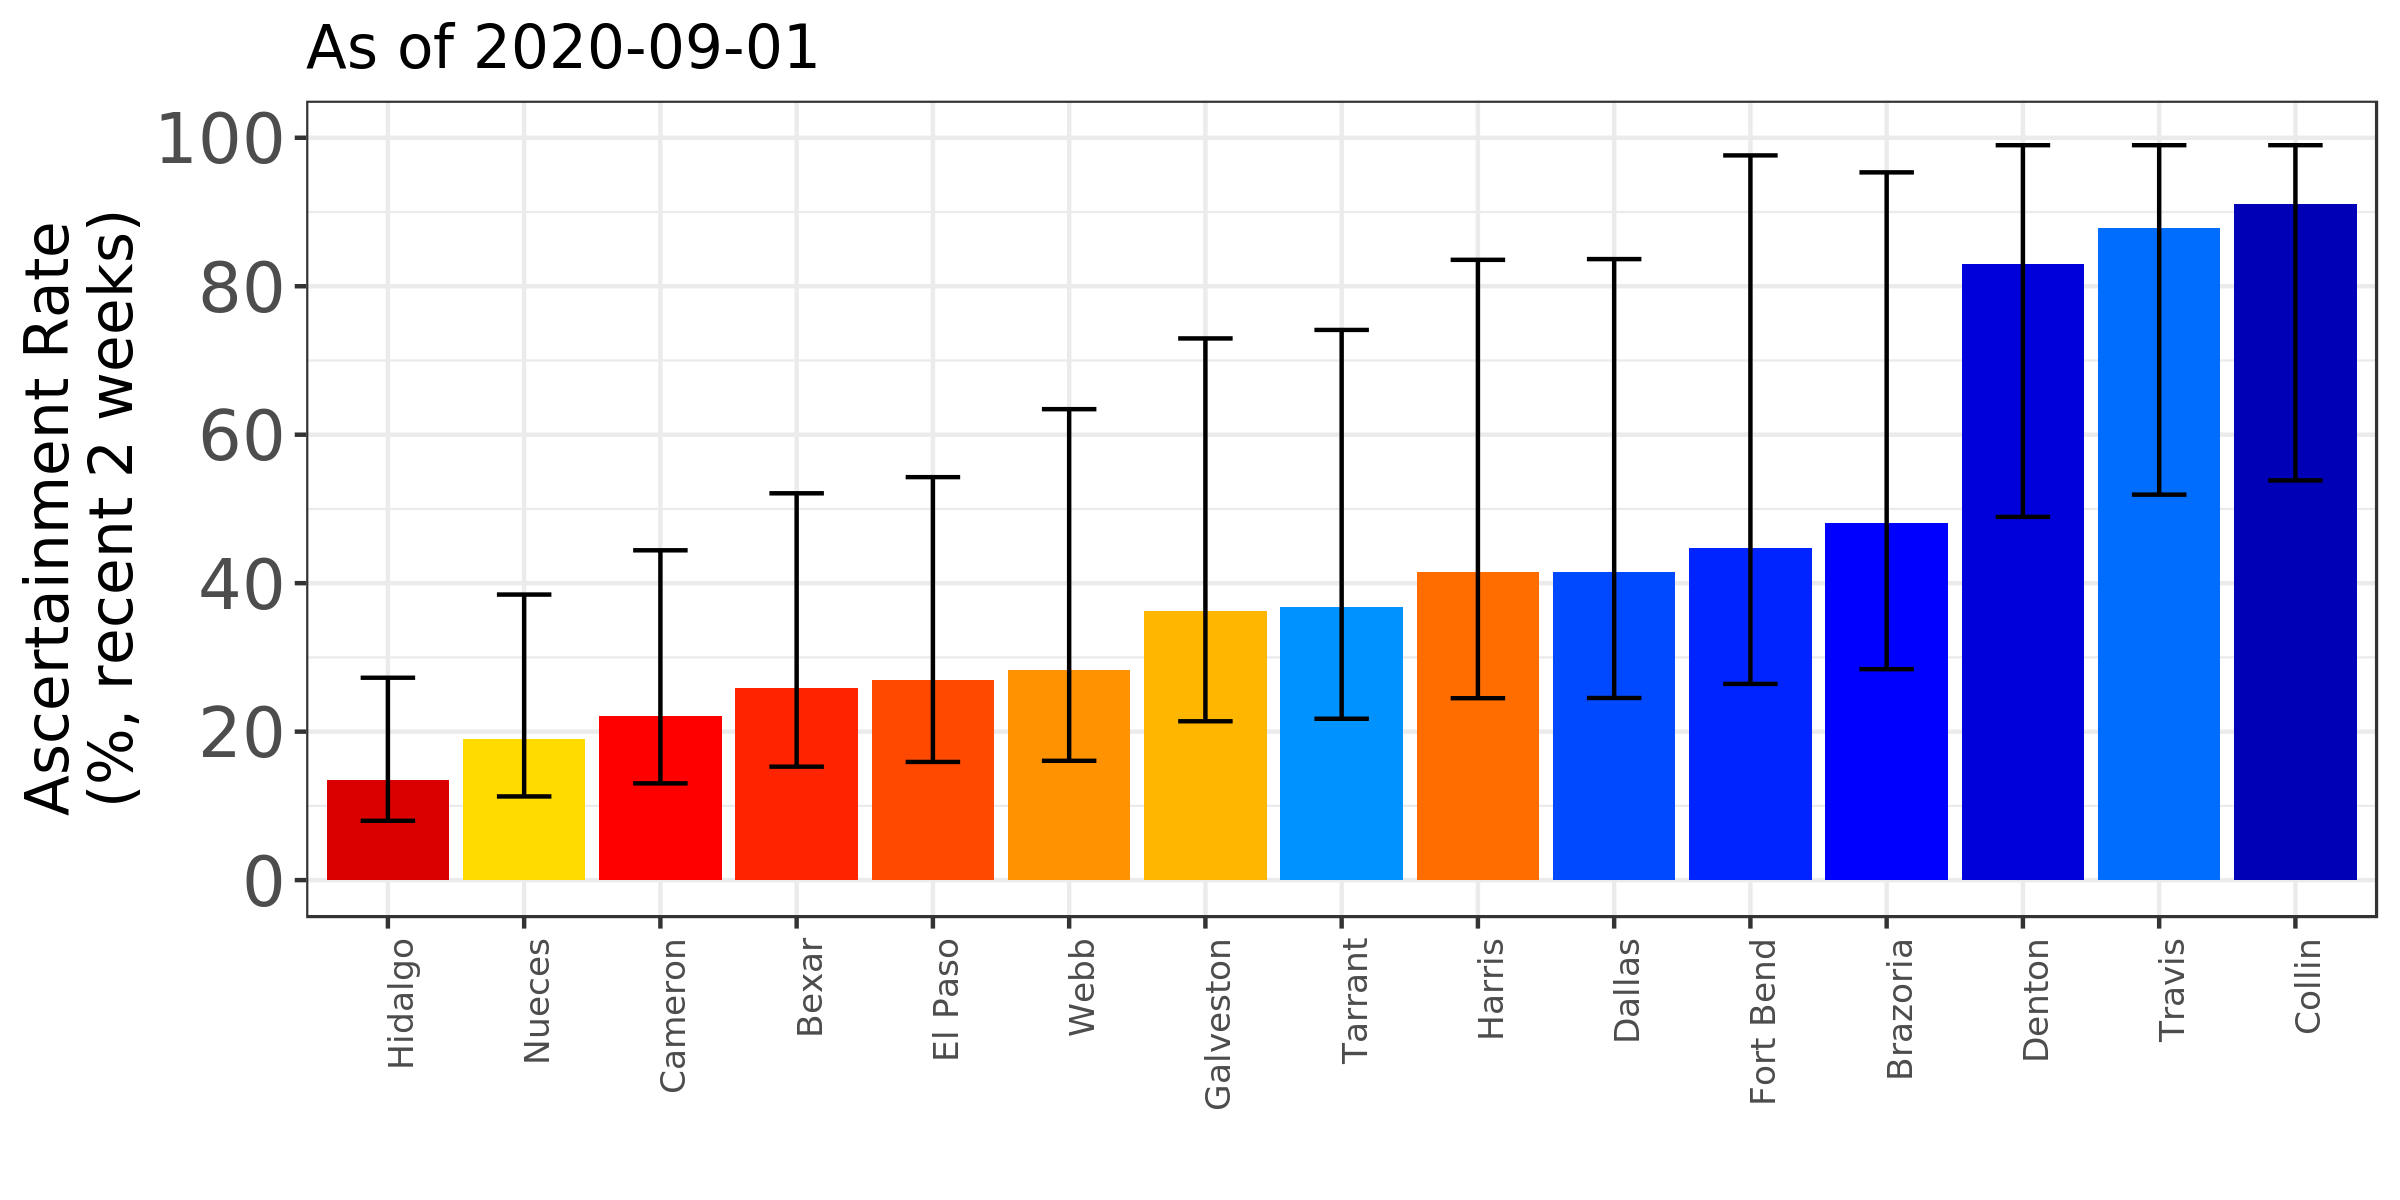 As of 2020-09-01
Ascertainment Rate
(%, recent 2 weeks)
100
80
60
40
20
0
Hidalgo
Nueces
Cameron
Bexar
El Paso
Webb
Galveston
Tarrant
Harris
Dallas
Fort Bend
Brazoria
Denton
Travis
Collin